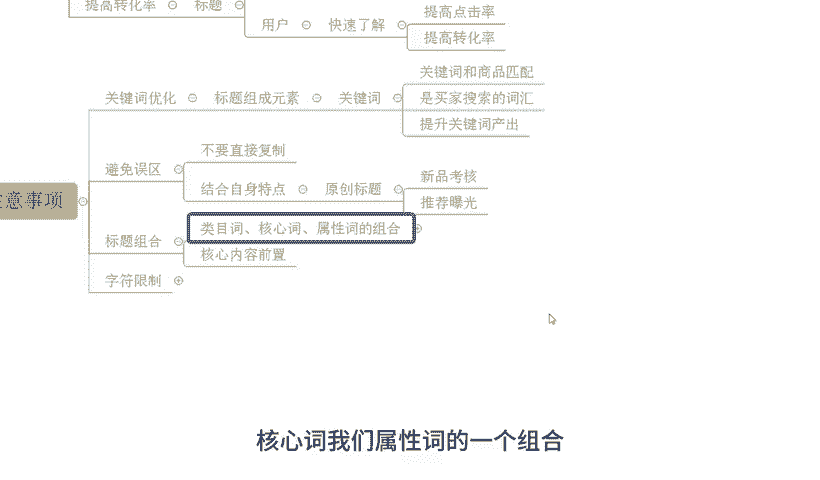 提高转化率
标题
提高点击率
用户
快速了解
提高转化率
关键词和商品匹配
关键词优化
标题组成元素
关键词
是买家搜索的词汇
提升关键词产出
不要直接复制
避免误区
新品考核
结合自身特点
原创标题
意事项
推荐曝光
类目词、核心词、属性词的组合
标题组合
核心内容前置
字符限制
核心词我们属性词的一个组合